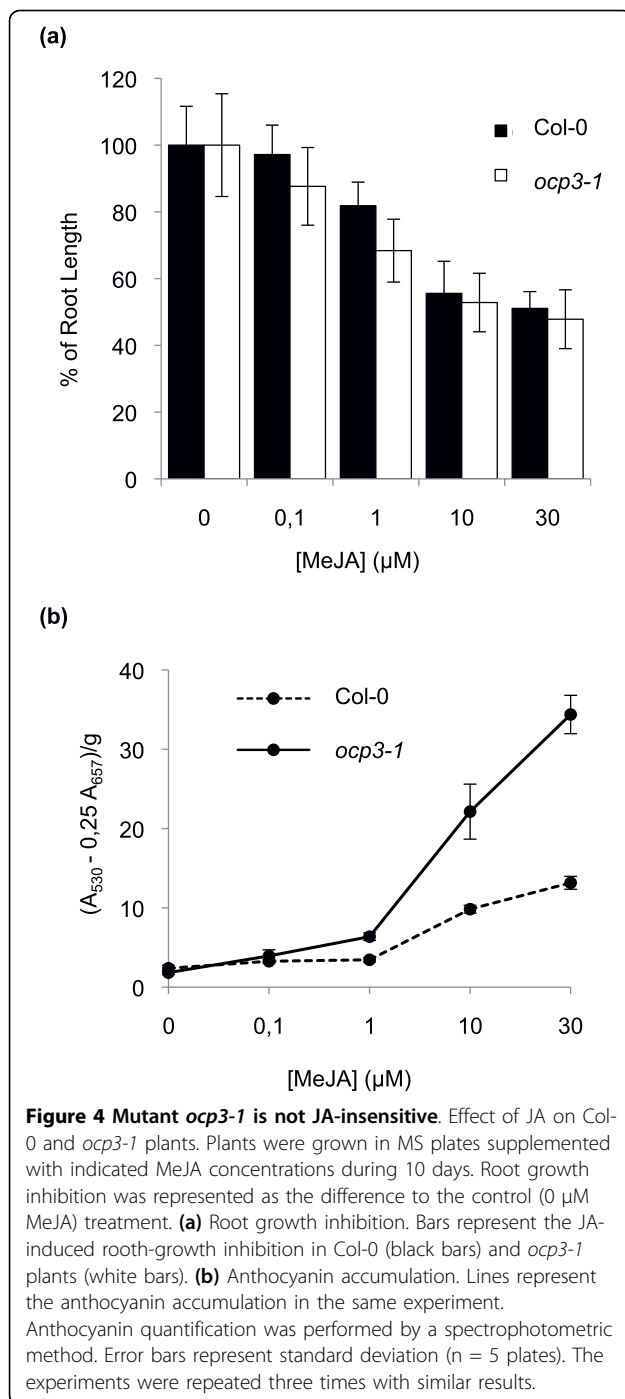 (a)
120
100
80
60
40
20
0
% of Root Length
Col-0
ocp3-1
0 0,1 1 10 30
[MeJA] (µM)
(b)
40
30
20
10
0
(A530 - 0,25 A657)/g
Col-0
ocp3-1
0 0,1 1 10 30
[MeJA] (µM)
Figure 4 Mutant ocp3-1 is not JA-insensitive. Effect of JA on Col-
0 and ocp3-1 plants. Plants were grown in MS plates supplemented
with indicated MeJA concentrations during 10 days. Root growth
inhibition was represented as the difference to the control (0 µM
MeJA) treatment. (a) Root growth inhibition. Bars represent the JA-
induced rooth-growth inhibition in Col-0 (black bars) and ocp3-1
plants (white bars). (b) Anthocyanin accumulation. Lines represent
the anthocyanin accumulation in the same experiment.
Anthocyanin quantification was performed by a spectrophotometric
method. Error bars represent standard deviation (n = 5 plates). The
experiments were repeated three times with similar results.